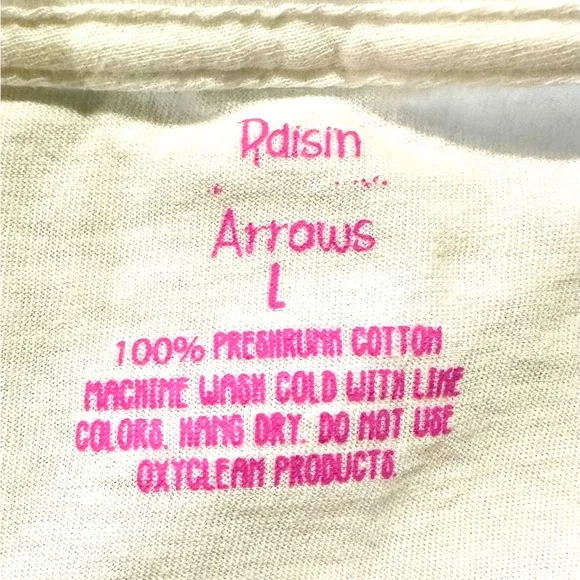 Raisin
Arrows
L
100% PRESHRUNK COTTON
MACHINE WASH COLD WITH LIKE
COLORS. HANG DRY. DO NOT USE
OXYCLEAN PRODUCTS.